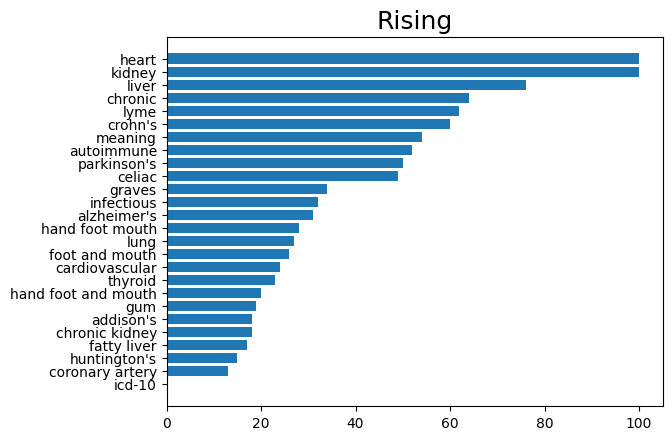 Rising
heart
kidney
liver
chronic
lyme
crohn's
meaning
autoimmune
parkinson's
celiac
graves
infectious
alzheimer's
hand foot mouth
lung
foot and mouth
cardiovascular
thyroid
hand foot and mouth
gum
addison's
chronic kidney
fatty liver
huntington's
coronary artery
icd-10
0 20 40 60 80 100